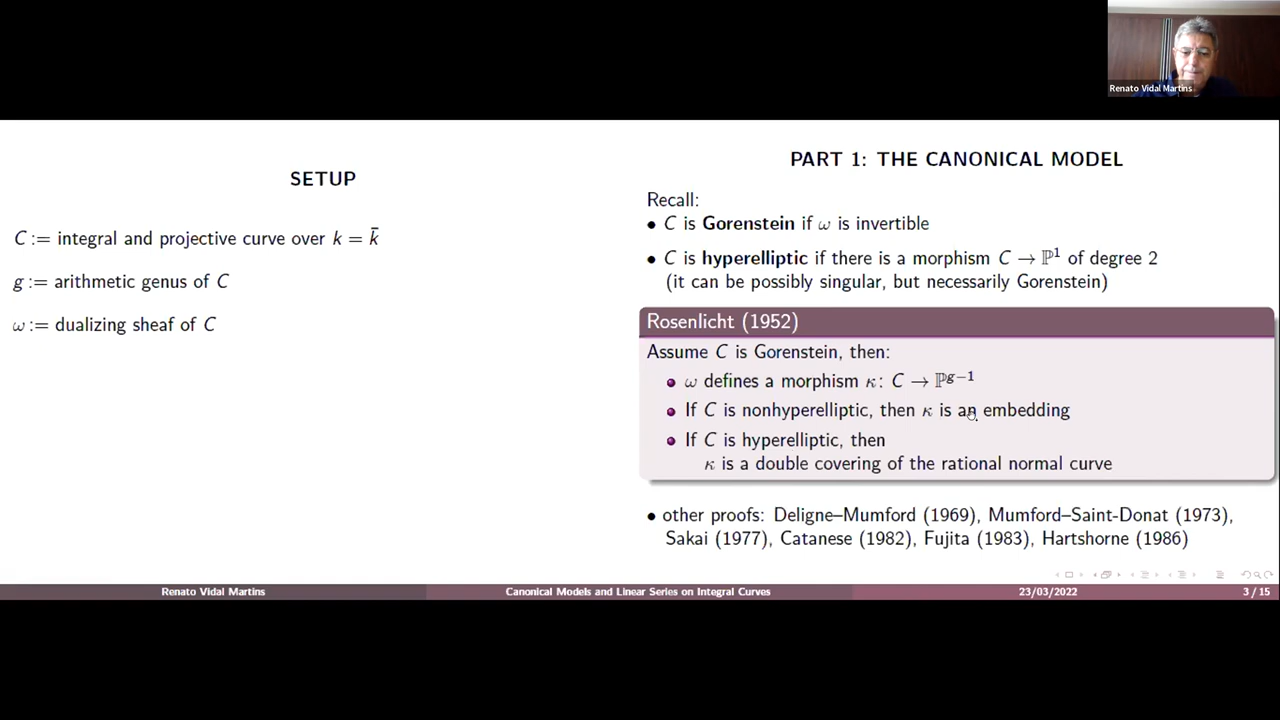 Renato Vidal Martins
SETUP
C := integral and projective curve over k = k̄
g := arithmetic genus of C
ω := dualizing sheaf of C
PART 1: THE CANONICAL MODEL
Recall:
• C is Gorenstein if ω is invertible
• C is hyperelliptic if there is a morphism C → ℙ¹ of degree 2
(it can be possibly singular, but necessarily Gorenstein)
Rosenlicht (1952)
Assume C is Gorenstein, then:
• ω defines a morphism κ: C → ℙ^{g−1}
• If C is nonhyperelliptic, then κ is an embedding
• If C is hyperelliptic, then
κ is a double covering of the rational normal curve
• other proofs: Deligne–Mumford (1969), Mumford–Saint-Donat (1973),
Sakai (1977), Catanese (1982), Fujita (1983), Hartshorne (1986)
Renato Vidal Martins
Canonical Models and Linear Series on Integral Curves
23/03/2022
3 / 15